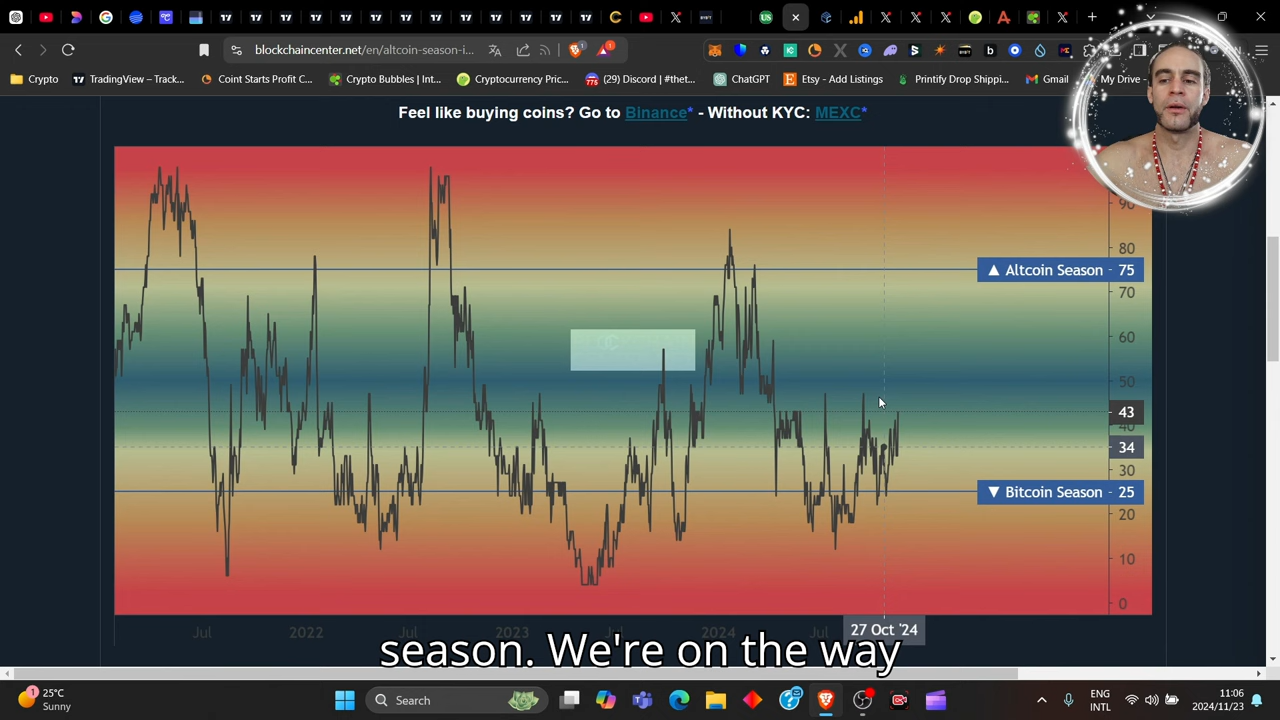 blockchaincenter.net/en/altcoin-season-i...
Crypto
TradingView – Track...
Coint Starts Profit C...
Crypto Bubbles | Int...
Cryptocurrency Pric...
(29) Discord | #thet...
ChatGPT
Etsy - Add Listings
Printify Drop Shippi...
Gmail
My Drive -
Feel like buying coins? Go to Binance* - Without KYC: MEXC*
90
80
▲ Altcoin Season - 75
70
60
50
43
40
34
30
▼ Bitcoin Season - 25
20
10
0
Jul
2022
Jul
2023
Jul
2024
Jul
27 Oct '24
season. We're on the way
25°C
Sunny
Search
ENG
INTL
11:06
2024/11/23